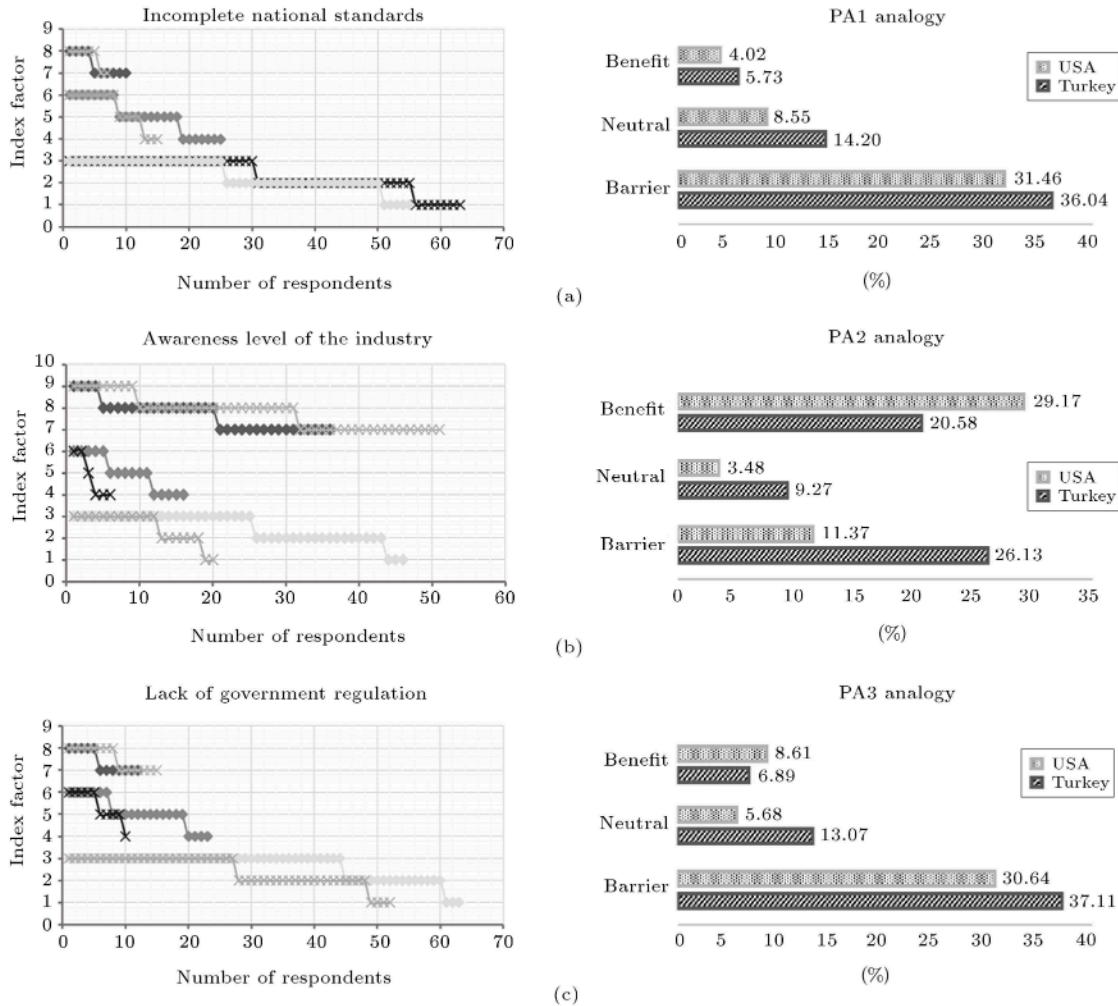 Incomplete national standards
9
8
7
6
5
4
3
2
1
0
Index factor
0 10 20 30 40 50 60 70
Number of respondents
PA1 analogy
Benefit
4.02
5.73
Neutral
8.55
14.20
Barrier
31.46
36.04
USA
Turkey
0 5 10 15 20 25 30 35 40
(%)
(a)
Awareness level of the industry
10
9
8
7
6
5
4
3
2
1
0
Index factor
0 10 20 30 40 50 60
Number of respondents
PA2 analogy
Benefit
29.17
20.58
Neutral
3.48
9.27
Barrier
11.37
26.13
USA
Turkey
0 5 10 15 20 25 30 35
(%)
(b)
Lack of government regulation
9
8
7
6
5
4
3
2
1
0
Index factor
0 10 20 30 40 50 60 70
Number of respondents
PA3 analogy
Benefit
8.61
6.89
Neutral
5.68
13.07
Barrier
30.64
37.11
USA
Turkey
0 5 10 15 20 25 30 35 40
(%)
(c)